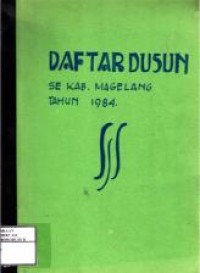 DAFTAR DUSUN
SE KAB. MAGELANG
TAHUN 1984.